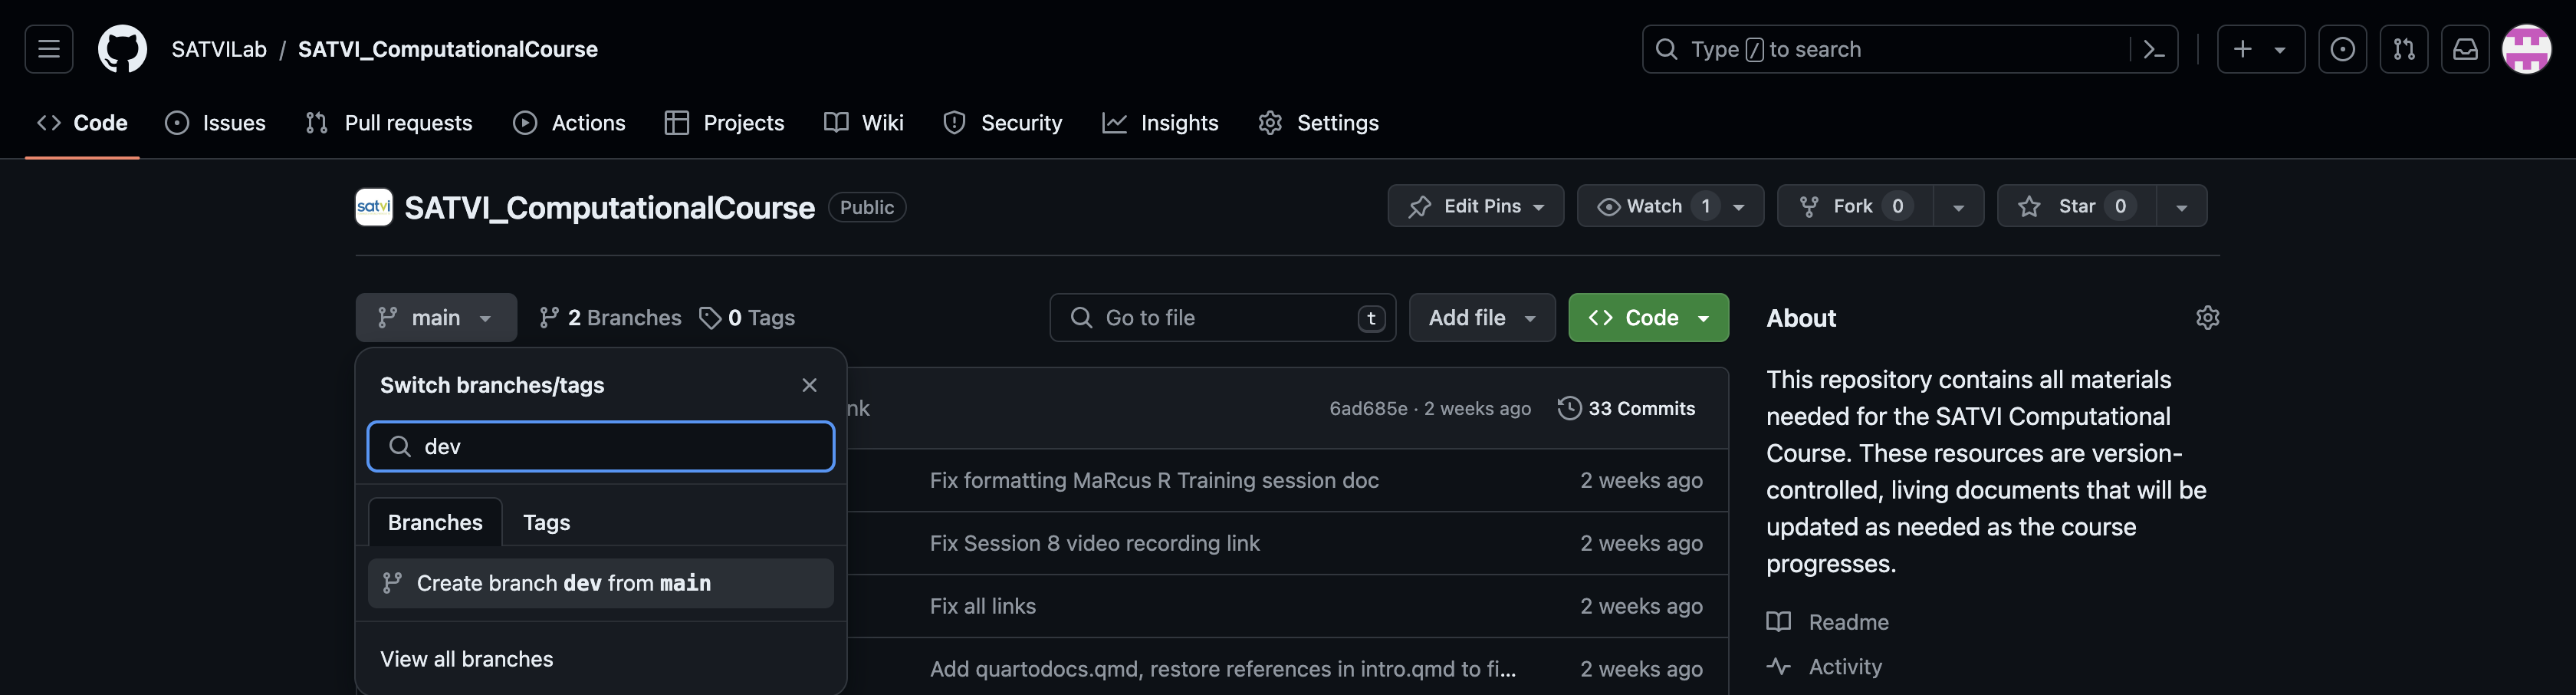 SATVILab / SATVI_ComputationalCourse
Type / to search
Code Issues Pull requests Actions Projects Wiki Security Insights Settings
satvi SATVI_ComputationalCourse Public
Edit Pins Watch 1 Fork 0 Star 0
main 2 Branches 0 Tags
Go to file t Add file Code
Switch branches/tags
dev
Branches Tags
Create branch dev from main
View all branches
nk 6ad685e · 2 weeks ago 33 Commits
Fix formatting MaRcus R Training session doc 2 weeks ago
Fix Session 8 video recording link 2 weeks ago
Fix all links 2 weeks ago
Add quartodocs.qmd, restore references in intro.qmd to fi... 2 weeks ago
About
This repository contains all materials
needed for the SATVI Computational
Course. These resources are version-
controlled, living documents that will be
updated as needed as the course
progresses.
Readme
Activity